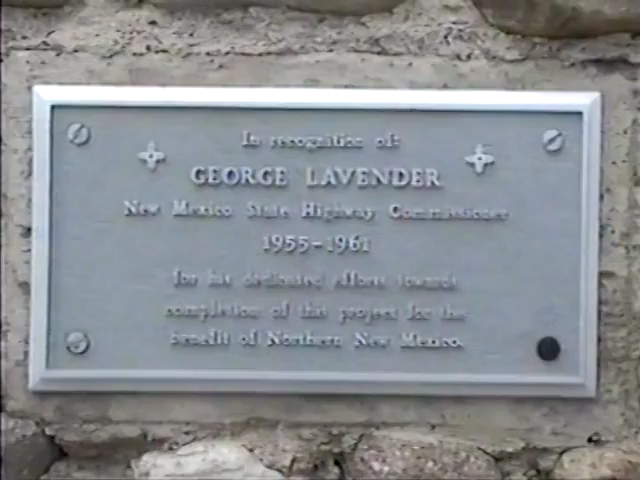 In recognition of:
GEORGE LAVENDER
New Mexico State Highway Commissioner
1955-1961
for his dedicated efforts towards
completion of this project for the
benefit of Northern New Mexico.